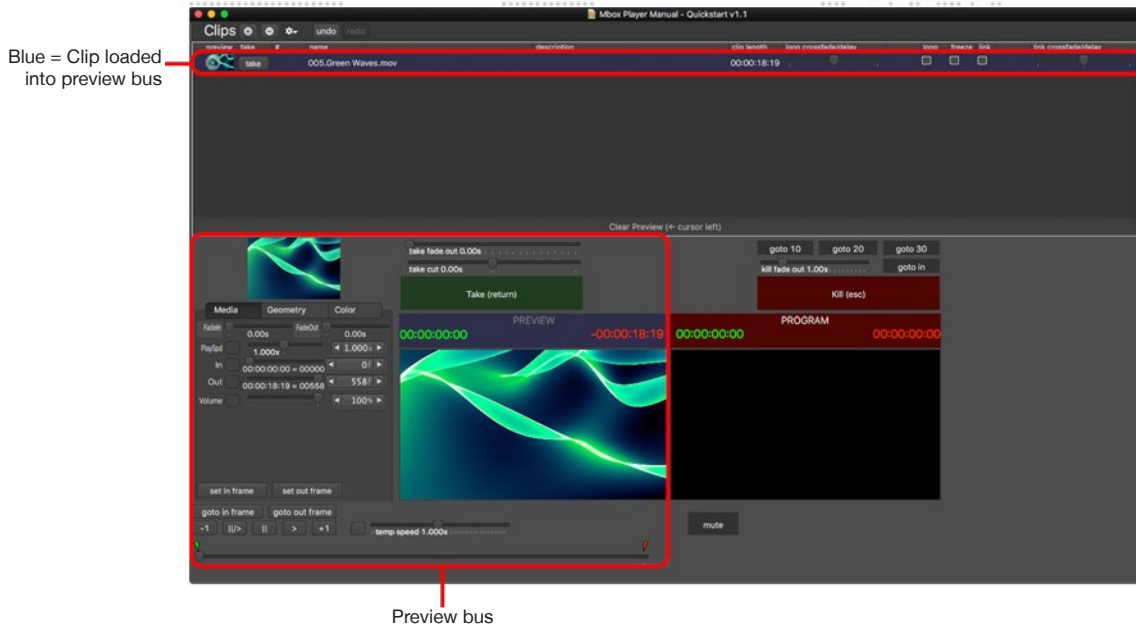 Mbox Player Manual - Quickstart v1.1
Clips undo redo
preview take # name description clip length loop crossfade/delay loop freeze link link crossfade/delay
Blue = Clip loaded
into preview bus
take 005.Green Waves.mov 00:00:18:19
Clear Preview (← cursor left)
take fade out 0.00s
take cut 0.00s
goto 10 goto 20 goto 30
kill fade out 1.00s goto in
Take (return)
Kill (esc)
Media Geometry Color
PREVIEW
PROGRAM
00:00:00:00 -00:00:18:19 00:00:00:00 00:00:00:00
FadeIn 0.00s FadeOut 0.00s
PlaySpd 1.000x 1.000x
In 00:00:00:00 = 00000 0f
Out 00:00:18:19 = 00558 558f
Volume 100%
set in frame set out frame
goto in frame goto out frame
-1 ||/> || > +1 temp speed 1.000x
mute
Preview bus